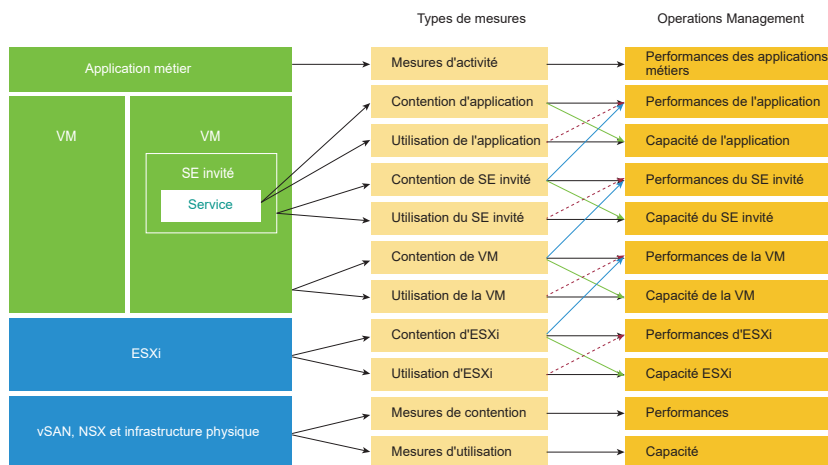 Types de mesures
Operations Management
Application métier
Mesures d'activité
Performances des applications
métiers
VM
VM
SE invité
Service
Contention d'application
Performances de l'application
Utilisation de l'application
Capacité de l'application
Contention de SE invité
Performances du SE invité
Utilisation du SE invité
Capacité du SE invité
Contention de VM
Performances de la VM
Utilisation de la VM
Capacité de la VM
ESXi
Contention d'ESXi
Performances d'ESXi
Utilisation d'ESXi
Capacité ESXi
vSAN, NSX et infrastructure physique
Mesures de contention
Performances
Mesures d'utilisation
Capacité